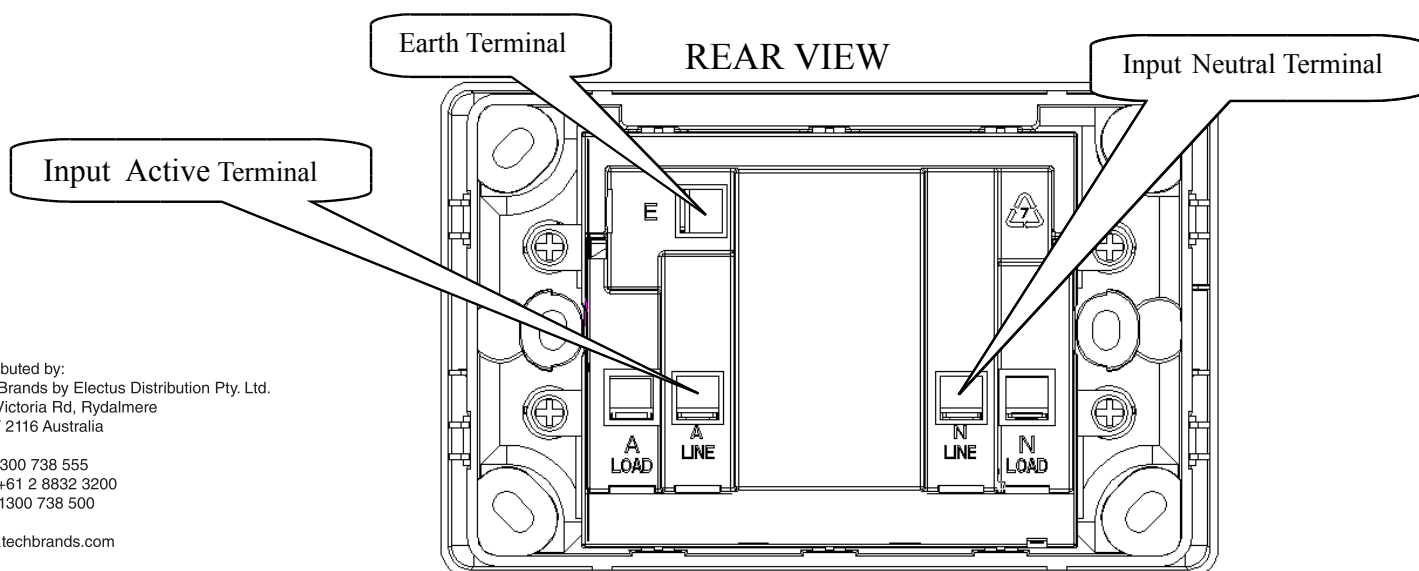 Earth Terminal
REAR VIEW
Input Neutral Terminal
Input Active Terminal
E
7
A
LOAD
A
LINE
N
LINE
N
LOAD
buted by:
Brands by Electus Distribution Pty. Ltd.
Victoria Rd, Rydalmere
2116 Australia
300 738 555
+61 2 8832 3200
1300 738 500
.techbrands.com